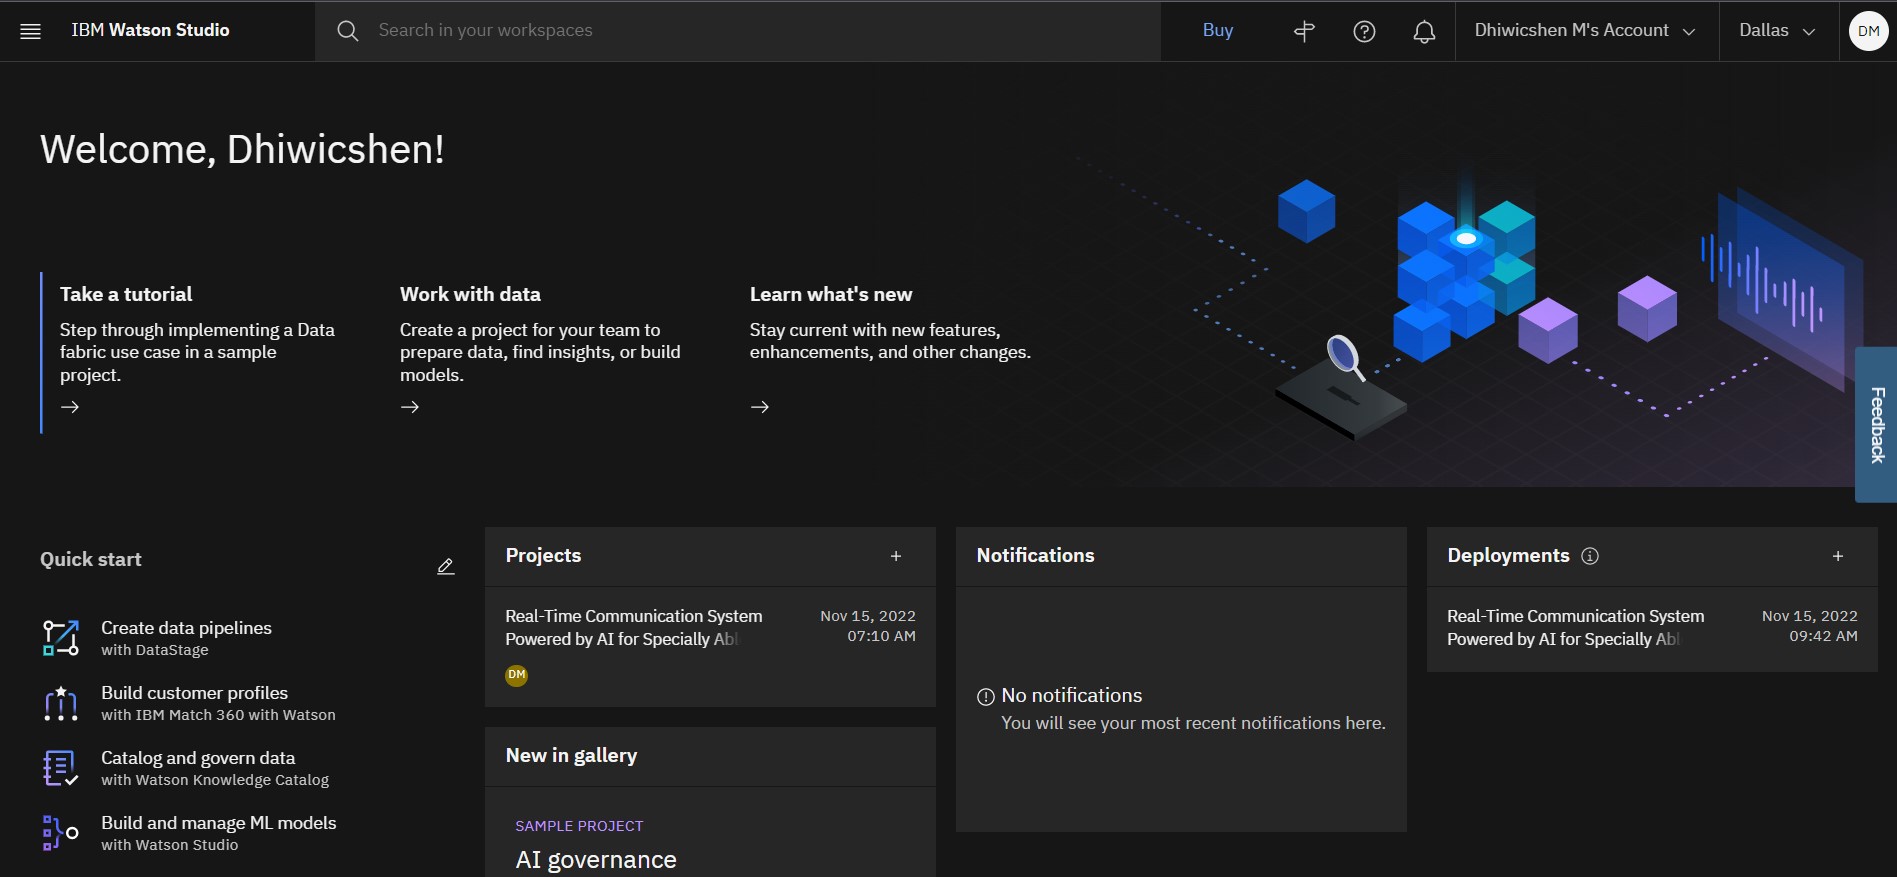 IBM Watson Studio
Search in your workspaces
Buy
Dhiwicshen M's Account
Dallas
DM
Welcome, Dhiwicshen!
Take a tutorial
Step through implementing a Data
fabric use case in a sample
project.
Work with data
Create a project for your team to
prepare data, find insights, or build
models.
Learn what's new
Stay current with new features,
enhancements, and other changes.
Feedback
Quick start
Create data pipelines
with DataStage
Build customer profiles
with IBM Match 360 with Watson
Catalog and govern data
with Watson Knowledge Catalog
Build and manage ML models
with Watson Studio
Projects
Real-Time Communication System
Powered by AI for Specially Abl
Nov 15, 2022
07:10 AM
DM
New in gallery
SAMPLE PROJECT
AI governance
Notifications
No notifications
You will see your most recent notifications here.
Deployments
Real-Time Communication System
Powered by AI for Specially Abl
Nov 15, 2022
09:42 AM